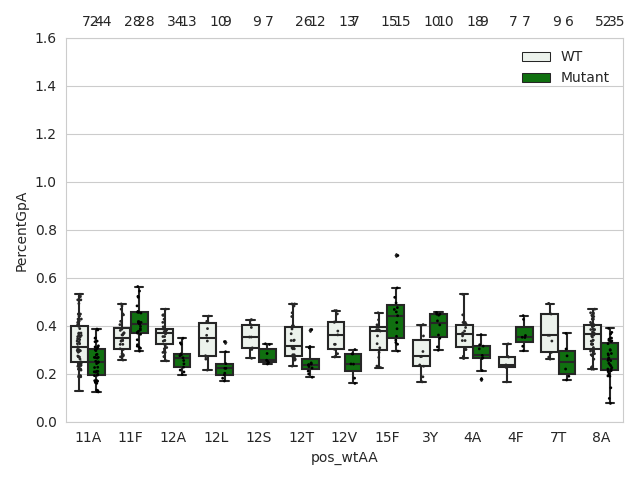 72 44 28 28 34 13 10 9 9 7 26 12 13 7 15 15 10 10 18 9 7 7 9 6 52 35
1.6
WT
Mutant
1.4
1.2
1.0
PercentGpA
0.8
0.6
0.4
0.2
0.0
11A 11F 12A 12L 12S 12T 12V 15F 3Y 4A 4F 7T 8A
pos_wtAA